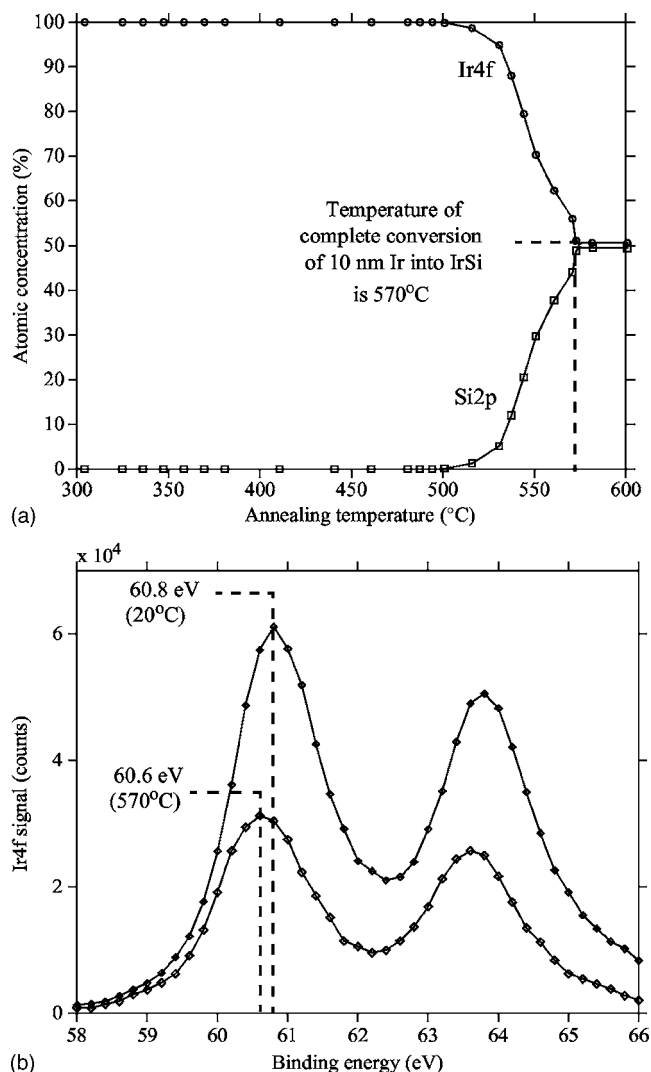 100
90
80
70
60
50
40
30
20
10
0
Atomic concentration (%)
Ir4f
Temperature of
complete conversion
of 10 nm Ir into IrSi
is 570°C
Si2p
300 350 400 450 500 550 600
(a)
Annealing temperature (°C)
x 10⁴
60.8 eV
(20°C)
6
60.6 eV
(570°C)
4
2
0
Ir4f signal (counts)
58 59 60 61 62 63 64 65 66
(b)
Binding energy (eV)